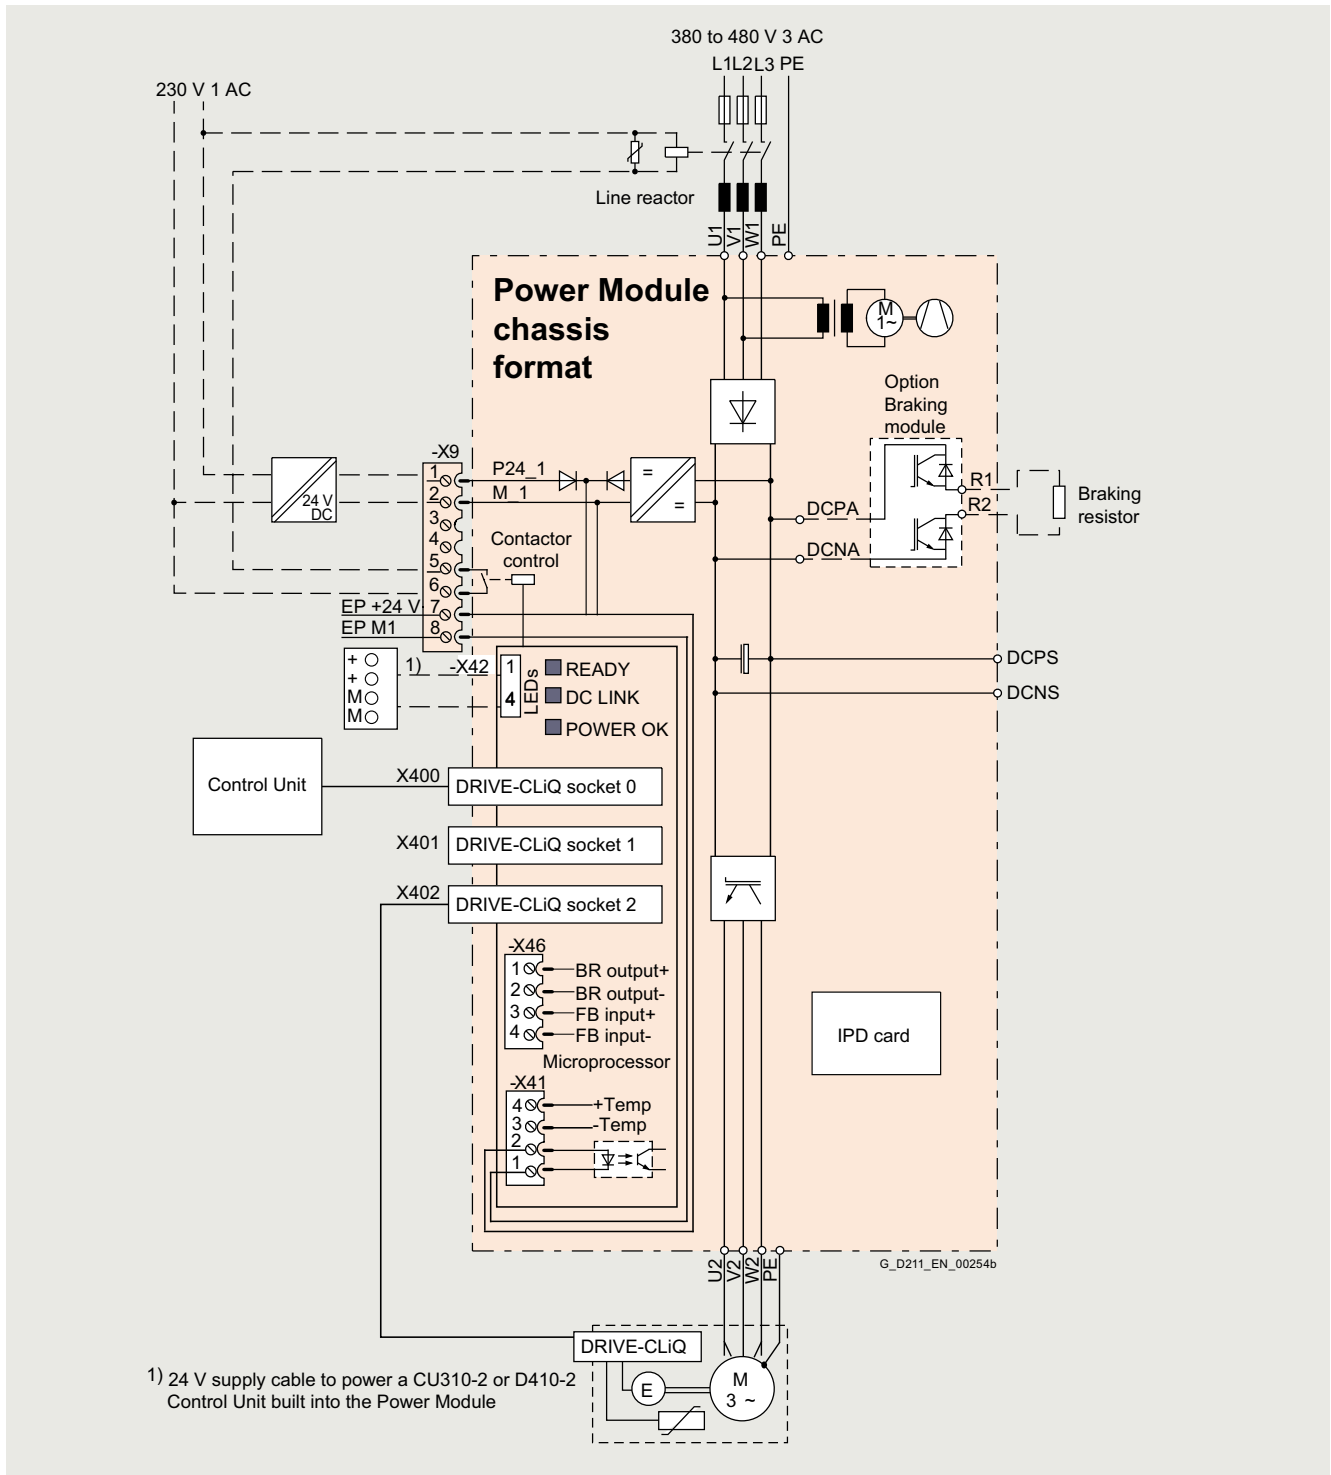 380 to 480 V 3 AC
L1 L2 L3 PE
230 V 1 AC
Line reactor
U1
V1
W1
PE
Power Module
chassis
format
M
1~
Option
Braking
module
-X9
1
2
3
4
5
6
7
8
P24_1
M_1
24 V
DC
=
=
R1
R2
Braking
resistor
DCPA
DCNA
Contactor
control
EP +24 V
EP M1
+
+
M
M
1)
-X42
1
4
LEDs
READY
DC LINK
POWER OK
DCPS
DCNS
Control Unit
X400
DRIVE-CLiQ socket 0
X401
DRIVE-CLiQ socket 1
X402
DRIVE-CLiQ socket 2
-X46
1 BR output+
2 BR output-
3 FB input+
4 FB input-
Microprocessor
IPD card
-X41
4 +Temp
3 -Temp
2
1
U2
V2
W2
PE
G_D211_EN_00254b
DRIVE-CLiQ
E
M
3 ~
1) 24 V supply cable to power a CU310-2 or D410-2
Control Unit built into the Power Module